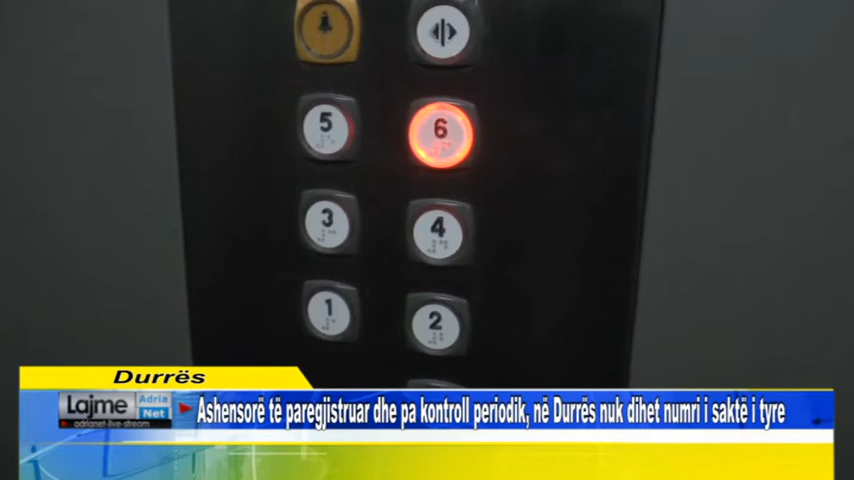 5 6
3 4
1 2
Durrës
Lajme Adria Net
adrianet-live-stream
Ashensorë të paregjistruar dhe pa kontroll periodik, në Durrës nuk dihet numri i saktë i tyre